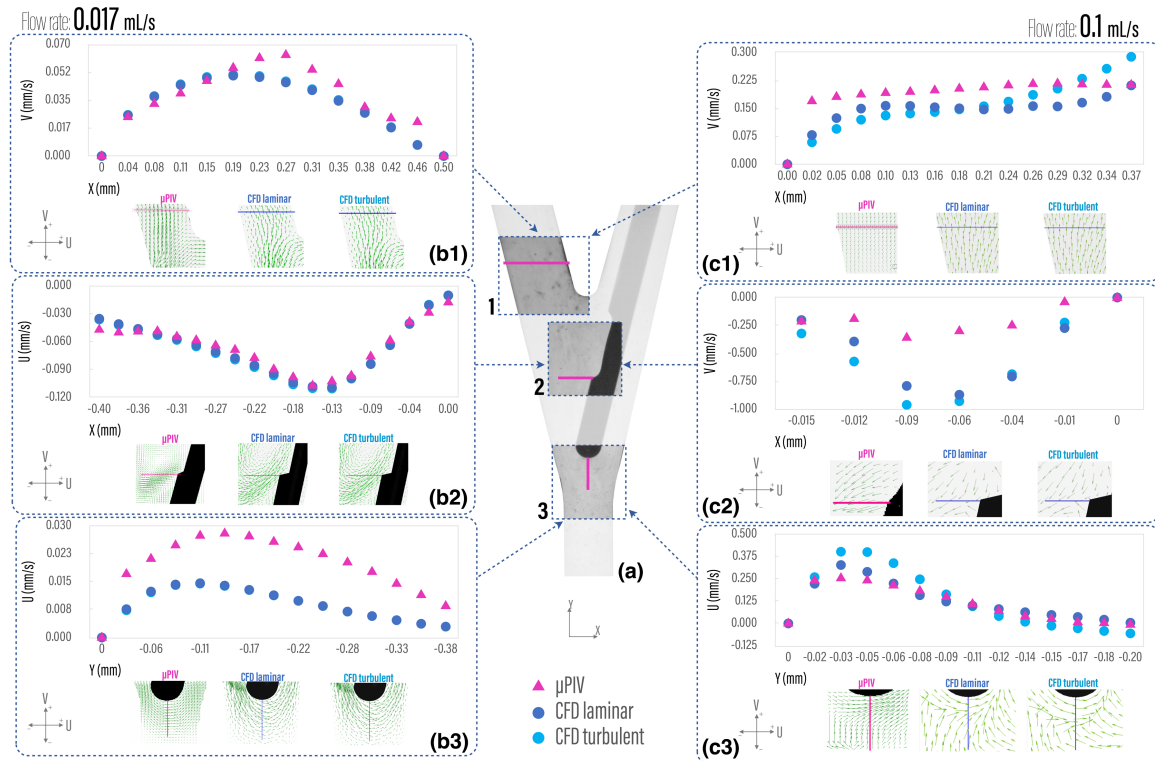 Flow rate: 0.017 mL/s
0.070
0.052
0.035
0.017
0.000
V (mm/s)
0 0.04 0.08 0.11 0.15 0.19 0.23 0.27 0.31 0.35 0.38 0.42 0.46 0.50
X (mm)
µPIV CFD laminar CFD turbulent
V
+
- + U
-
(b1)
-0.030
-0.060
-0.090
-0.120
U (mm/s)
-0.40 -0.36 -0.31 -0.27 -0.22 -0.18 -0.13 -0.09 -0.04 0.00
X (mm)
µPIV CFD laminar CFD turbulent
V
+
- + U
-
(b2)
0.030
0.023
0.015
0.008
0.000
U (mm/s)
0 -0.06 -0.11 -0.17 -0.22 -0.28 -0.33 -0.38
Y (mm)
µPIV CFD laminar CFD turbulent
V
+
- + U
-
(b3)
1
2
3
(a)
Y
X
µPIV
CFD laminar
CFD turbulent
Flow rate: 0.1 mL/s
0.300
0.225
0.150
0.075
0.000
V (mm/s)
0.00 0.02 0.05 0.08 0.10 0.13 0.16 0.18 0.21 0.24 0.26 0.29 0.32 0.34 0.37
X (mm)
µPIV CFD laminar CFD turbulent
V
+
- + U
-
(c1)
0.000
-0.250
-0.500
-0.750
-1.000
V (mm/s)
-0.015 -0.012 -0.09 -0.06 -0.04 -0.01 0
X (mm)
µPIV CFD laminar CFD turbulent
V
+
- + U
-
(c2)
0.500
0.375
0.250
0.125
0.000
-0.125
U (mm/s)
0 -0.02 -0.03 -0.05 -0.06 -0.08 -0.09 -0.11 -0.12 -0.14 -0.15 -0.17 -0.18 -0.20
Y (mm)
µPIV CFD laminar CFD turbulent
V
+
- + U
-
(c3)